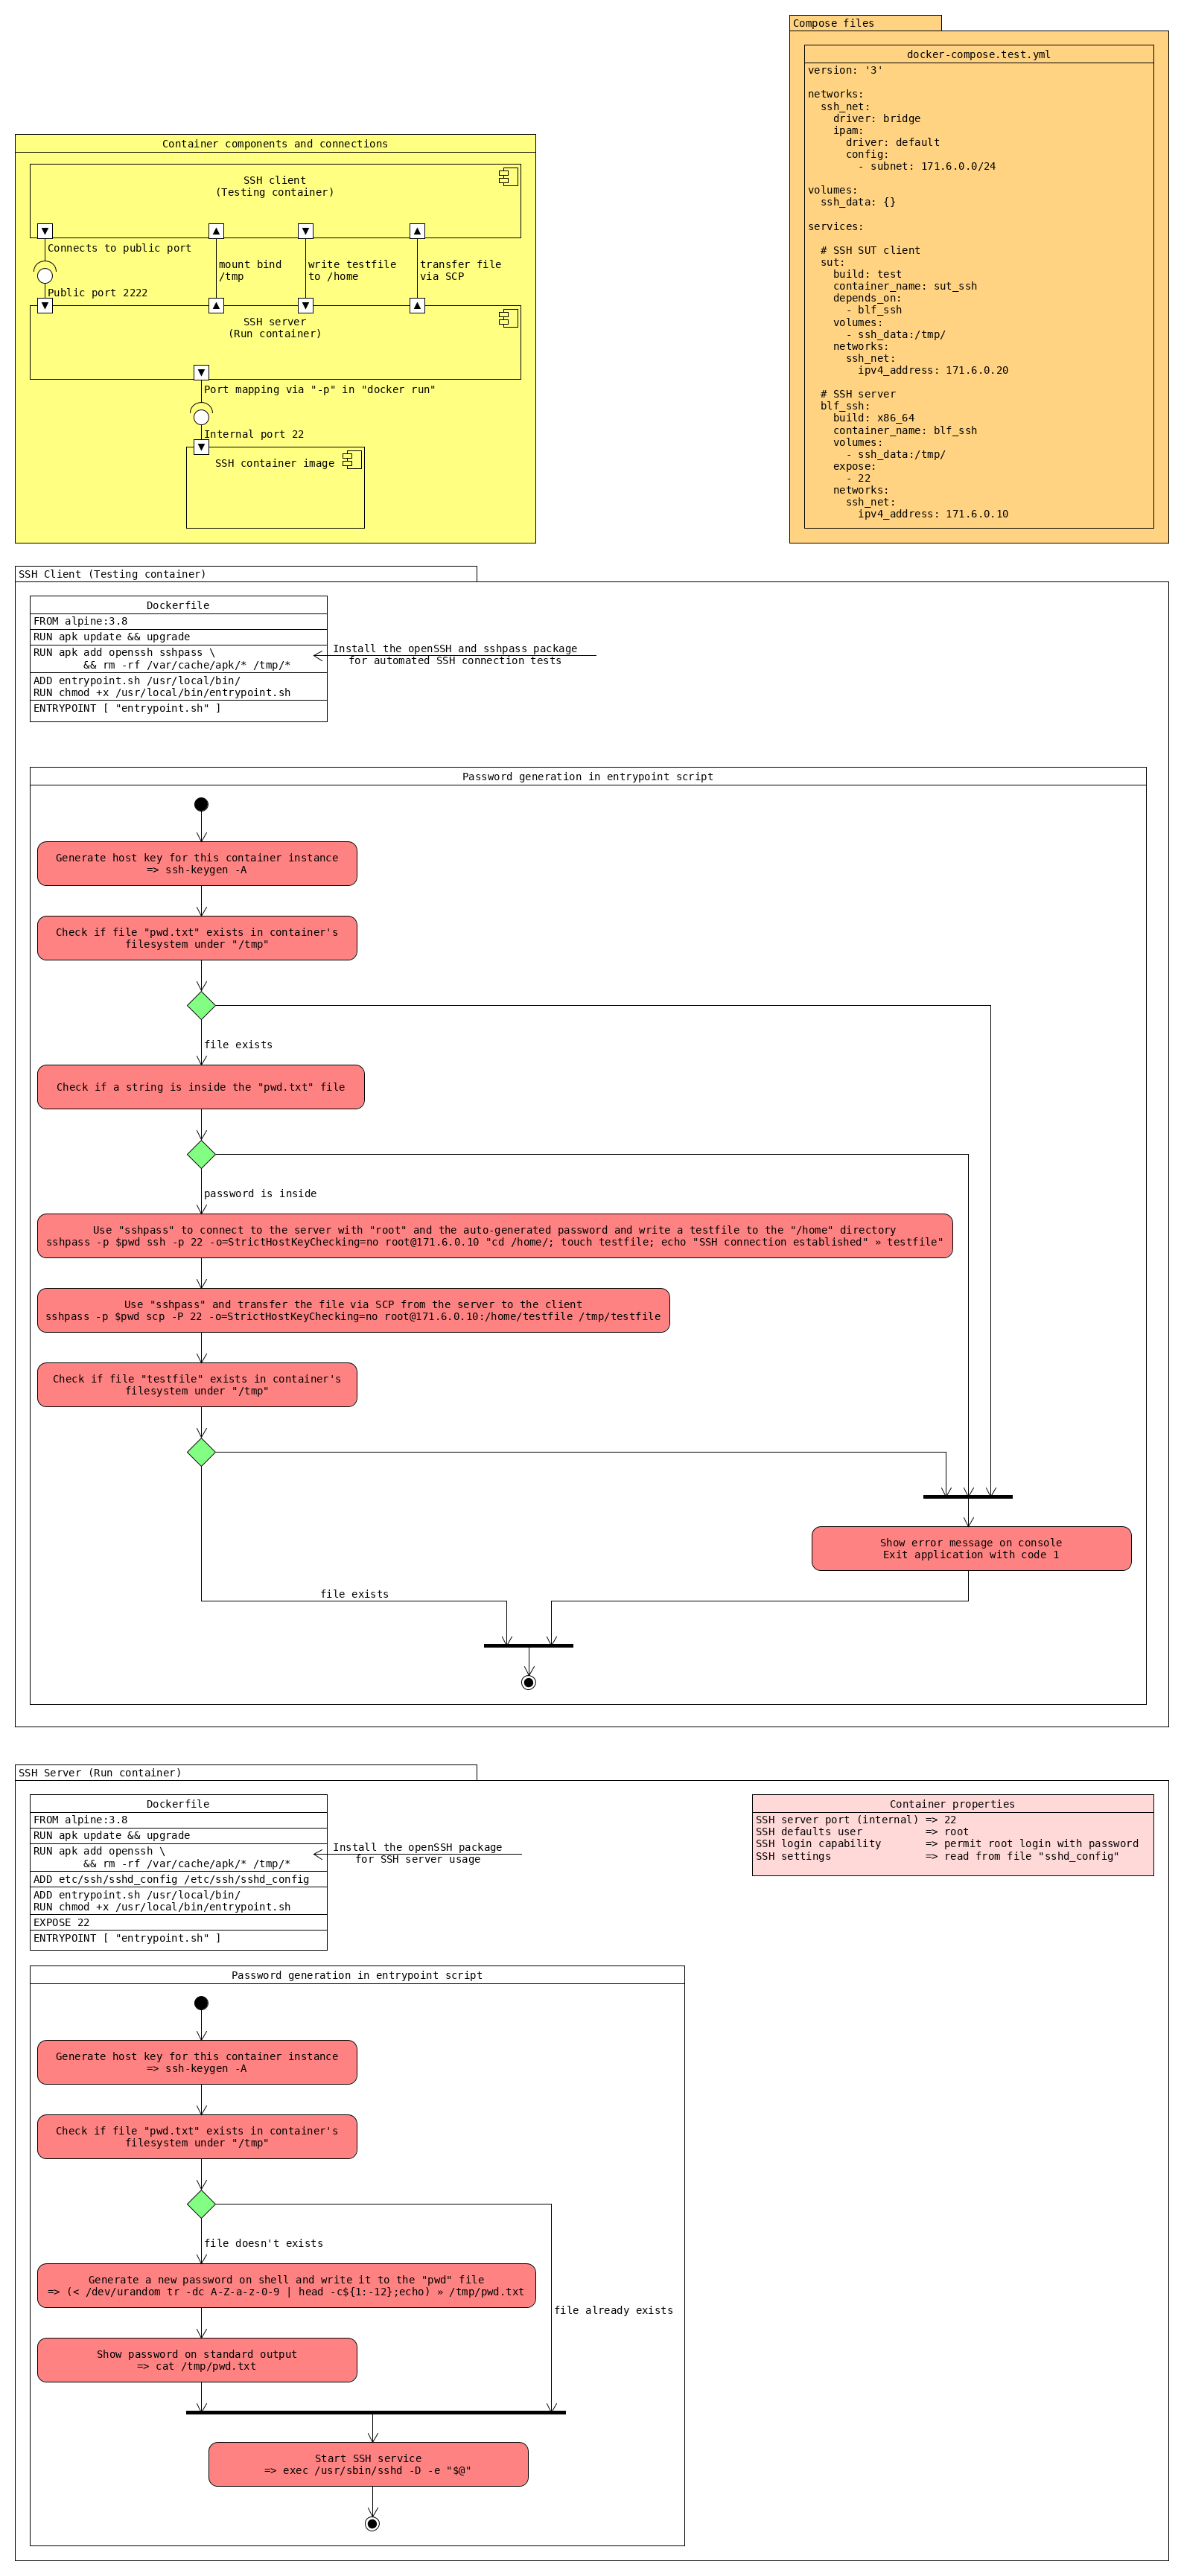 Compose files
docker-compose.test.yml
version: '3'
networks:
ssh_net:
driver: bridge
ipam:
driver: default
config:
- subnet: 171.6.0.0/24
volumes:
ssh_data: {}
services:
# SSH SUT client
sut:
build: test
container_name: sut_ssh
depends_on:
- blf_ssh
volumes:
- ssh_data:/tmp/
networks:
ssh_net:
ipv4_address: 171.6.0.20
# SSH server
blf_ssh:
build: x86_64
container_name: blf_ssh
volumes:
- ssh_data:/tmp/
expose:
- 22
networks:
ssh_net:
ipv4_address: 171.6.0.10
Container components and connections
SSH client
(Testing container)
Connects to public port
mount bind
/tmp
write testfile
to /home
transfer file
via SCP
Public port 2222
SSH server
(Run container)
Port mapping via "-p" in "docker run"
Internal port 22
SSH container image
SSH Client (Testing container)
Dockerfile
FROM alpine:3.8
RUN apk update && upgrade
RUN apk add openssh sshpass \
&& rm -rf /var/cache/apk/* /tmp/*
ADD entrypoint.sh /usr/local/bin/
RUN chmod +x /usr/local/bin/entrypoint.sh
ENTRYPOINT [ "entrypoint.sh" ]
Install the openSSH and sshpass package
for automated SSH connection tests
Password generation in entrypoint script
Generate host key for this container instance
=> ssh-keygen -A
Check if file "pwd.txt" exists in container's
filesystem under "/tmp"
file exists
Check if a string is inside the "pwd.txt" file
password is inside
Use "sshpass" to connect to the server with "root" and the auto-generated password and write a testfile to the "/home" directory
sshpass -p $pwd ssh -p 22 -o=StrictHostKeyChecking=no root@171.6.0.10 "cd /home/; touch testfile; echo "SSH connection established" » testfile"
Use "sshpass" and transfer the file via SCP from the server to the client
sshpass -p $pwd scp -P 22 -o=StrictHostKeyChecking=no root@171.6.0.10:/home/testfile /tmp/testfile
Check if file "testfile" exists in container's
filesystem under "/tmp"
Show error message on console
Exit application with code 1
file exists
SSH Server (Run container)
Dockerfile
FROM alpine:3.8
RUN apk update && upgrade
RUN apk add openssh \
&& rm -rf /var/cache/apk/* /tmp/*
ADD etc/ssh/sshd_config /etc/ssh/sshd_config
ADD entrypoint.sh /usr/local/bin/
RUN chmod +x /usr/local/bin/entrypoint.sh
EXPOSE 22
ENTRYPOINT [ "entrypoint.sh" ]
Install the openSSH package
for SSH server usage
Container properties
SSH server port (internal) => 22
SSH defaults user => root
SSH login capability => permit root login with password
SSH settings => read from file "sshd_config"
Password generation in entrypoint script
Generate host key for this container instance
=> ssh-keygen -A
Check if file "pwd.txt" exists in container's
filesystem under "/tmp"
file doesn't exists
Generate a new password on shell and write it to the "pwd" file
=> (< /dev/urandom tr -dc A-Z-a-z-0-9 | head -c${1:-12};echo) » /tmp/pwd.txt
file already exists
Show password on standard output
=> cat /tmp/pwd.txt
Start SSH service
=> exec /usr/sbin/sshd -D -e "$@"